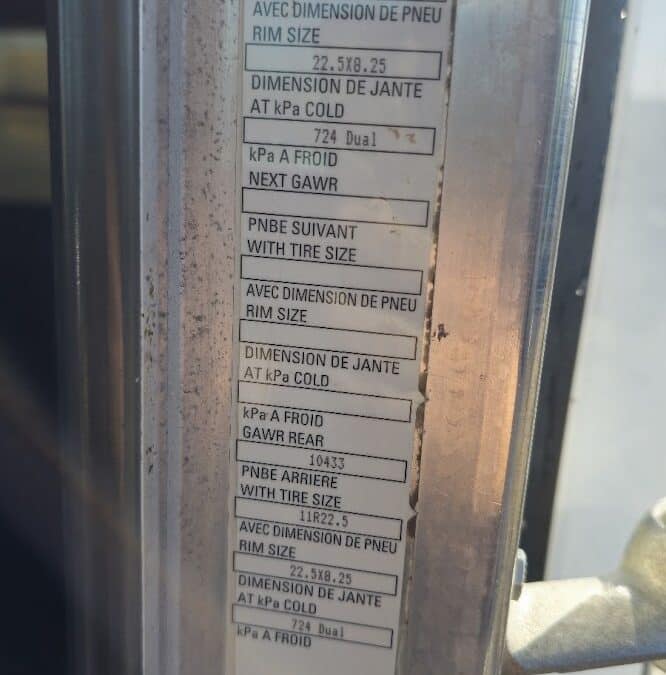 AVEC DIMENSION DE PNEU
RIM SIZE
22.5X8.25
DIMENSION DE JANTE
AT kPa COLD
724 Dual
kPa A FROID
NEXT GAWR
PNBE SUIVANT
WITH TIRE SIZE
AVEC DIMENSION DE PNEU
RIM SIZE
DIMENSION DE JANTE
AT kPa COLD
kPa A FROID
GAWR REAR
10433
PNBE ARRIERE
WITH TIRE SIZE
11R22.5
AVEC DIMENSION DE PNEU
RIM SIZE
22.5X8.25
DIMENSION DE JANTE
AT kPa COLD
724 Dual
kPa A FROID